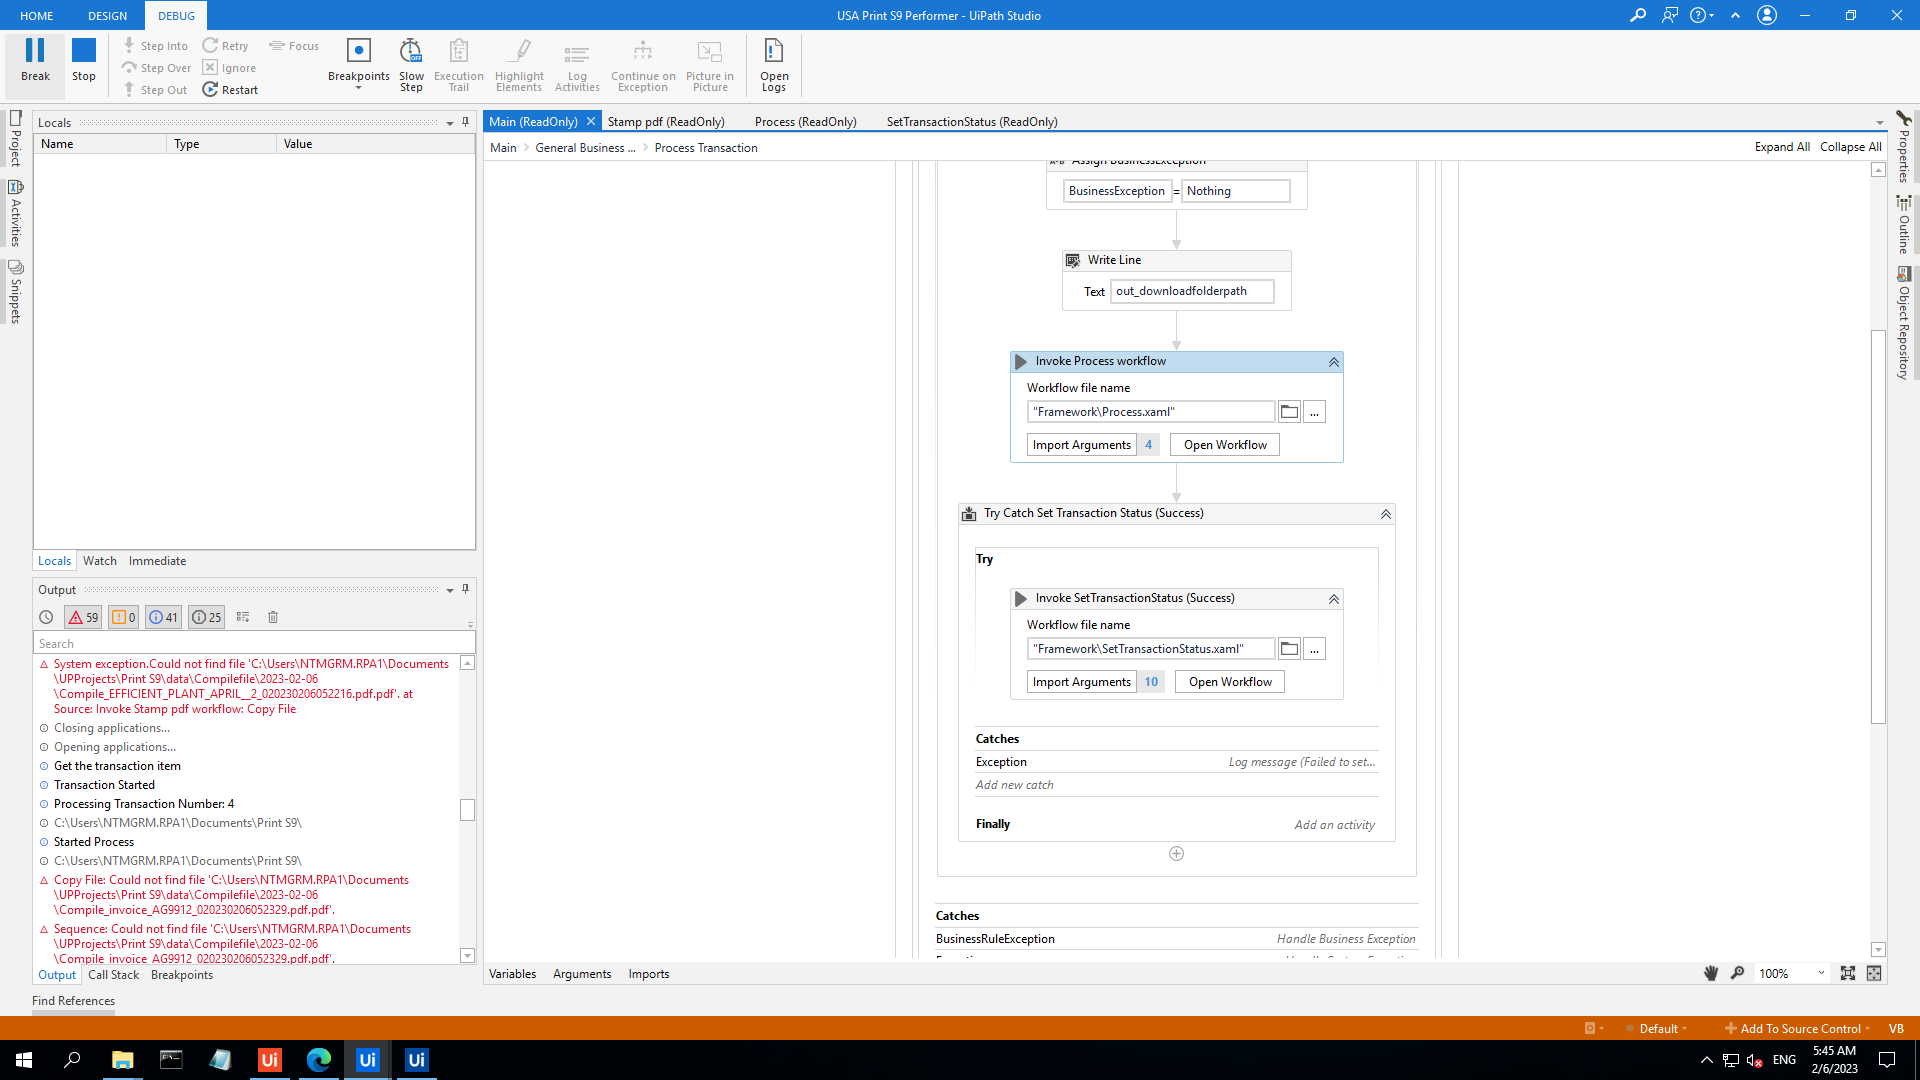 HOME DESIGN DEBUG USA Print S9 Performer - UiPath Studio
Break
Stop
Step Into
Step Over
Step Out
Retry
Ignore
Restart
Focus
Breakpoints
Slow
Step
Execution
Trail
Highlight
Elements
Log
Activities
Continue on
Exception
Picture in
Picture
Open
Logs
Project
Activities
Snippets
Locals
Name Type Value
Locals Watch Immediate
Output
59 0 41 25
Search
System exception.Could not find file 'C:\Users\NTMGRM.RPA1\Documents
\UPProjects\Print S9\data\Compilefile\2023-02-06
\Compile_EFFICIENT_PLANT_APRIL__2_020230206052216.pdf.pdf'. at
Source: Invoke Stamp pdf workflow: Copy File
Closing applications...
Opening applications...
Get the transaction item
Transaction Started
Processing Transaction Number: 4
C:\Users\NTMGRM.RPA1\Documents\Print S9\
Started Process
C:\Users\NTMGRM.RPA1\Documents\Print S9\
Copy File: Could not find file 'C:\Users\NTMGRM.RPA1\Documents
\UPProjects\Print S9\data\Compilefile\2023-02-06
\Compile_invoice_AG9912_020230206052329.pdf.pdf'.
Sequence: Could not find file 'C:\Users\NTMGRM.RPA1\Documents
\UPProjects\Print S9\data\Compilefile\2023-02-06
\Compile_invoice_AG9912_020230206052329.pdf.pdf'.
Output Call Stack Breakpoints
Find References
Main (ReadOnly) Stamp pdf (ReadOnly) Process (ReadOnly) SetTransactionStatus (ReadOnly)
Main General Business ... Process Transaction Expand All Collapse All
Assign BusinessException
BusinessException = Nothing
Write Line
Text out_downloadfolderpath
Invoke Process workflow
Workflow file name
"Framework\Process.xaml" ...
Import Arguments 4 Open Workflow
Try Catch Set Transaction Status (Success)
Try
Invoke SetTransactionStatus (Success)
Workflow file name
"Framework\SetTransactionStatus.xaml" ...
Import Arguments 10 Open Workflow
Catches
Exception Log message (Failed to set...
Add new catch
Finally Add an activity
Catches
BusinessRuleException Handle Business Exception
Variables Arguments Imports 100%
Properties
Outline
Object Repository
Default Add To Source Control VB
Ui Ui Ui
ENG
5:45 AM
2/6/2023